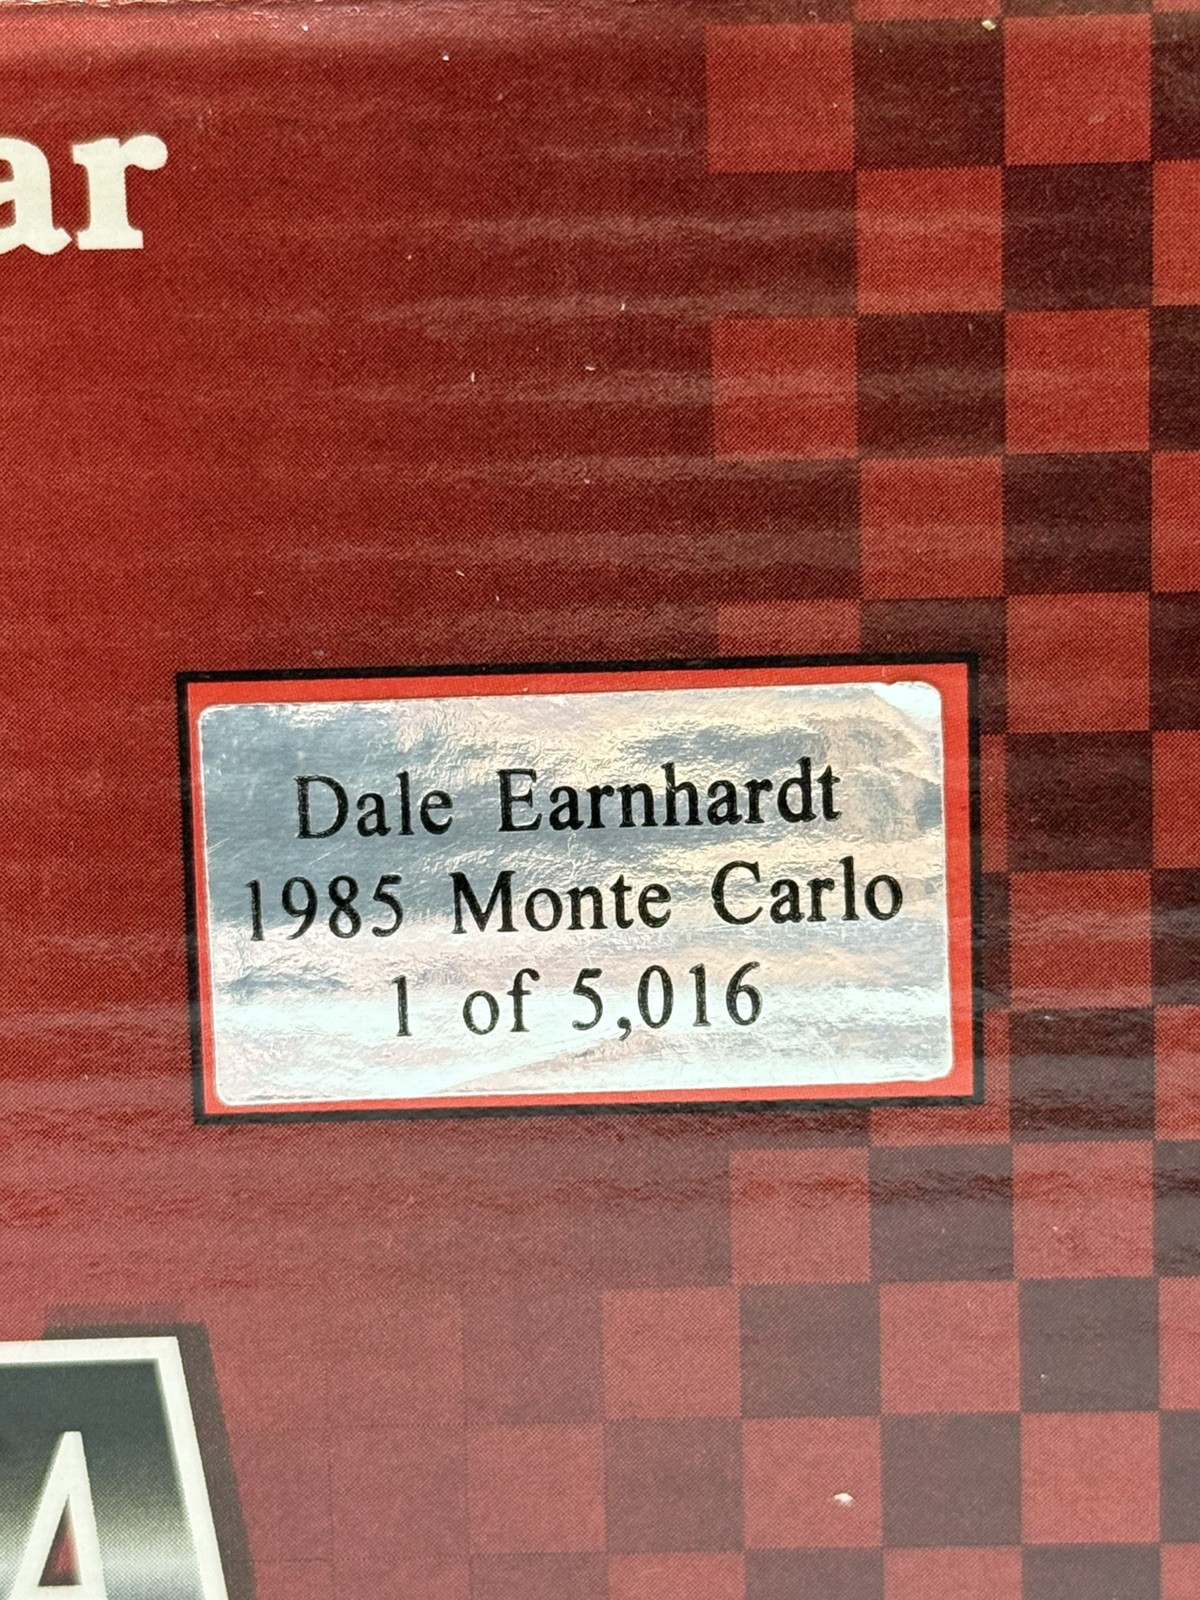 ar
Dale Earnhardt
1985 Monte Carlo
1 of 5,016
A